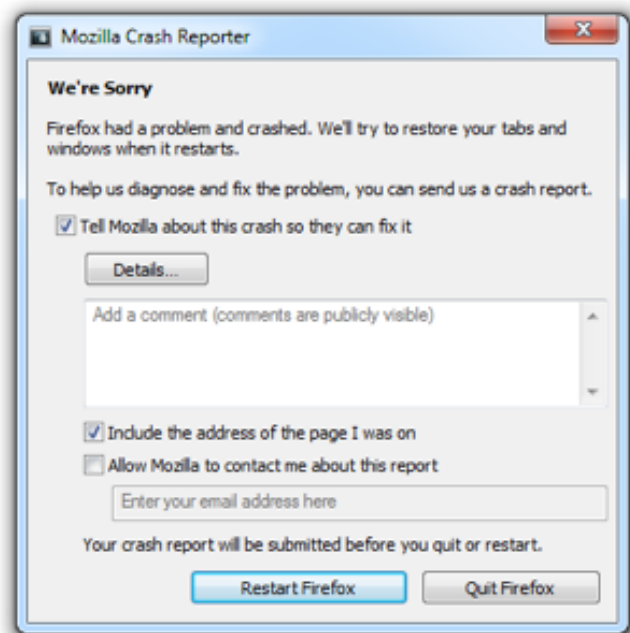 Mozilla Crash Reporter
We're Sorry
Firefox had a problem and crashed. We'll try to restore your tabs and
windows when it restarts.
To help us diagnose and fix the problem, you can send us a crash report.
Tell Mozilla about this crash so they can fix it
Details...
Add a comment (comments are publicly visible)
Include the address of the page I was on
Allow Mozilla to contact me about this report
Enter your email address here
Your crash report will be submitted before you quit or restart.
Restart Firefox
Quit Firefox